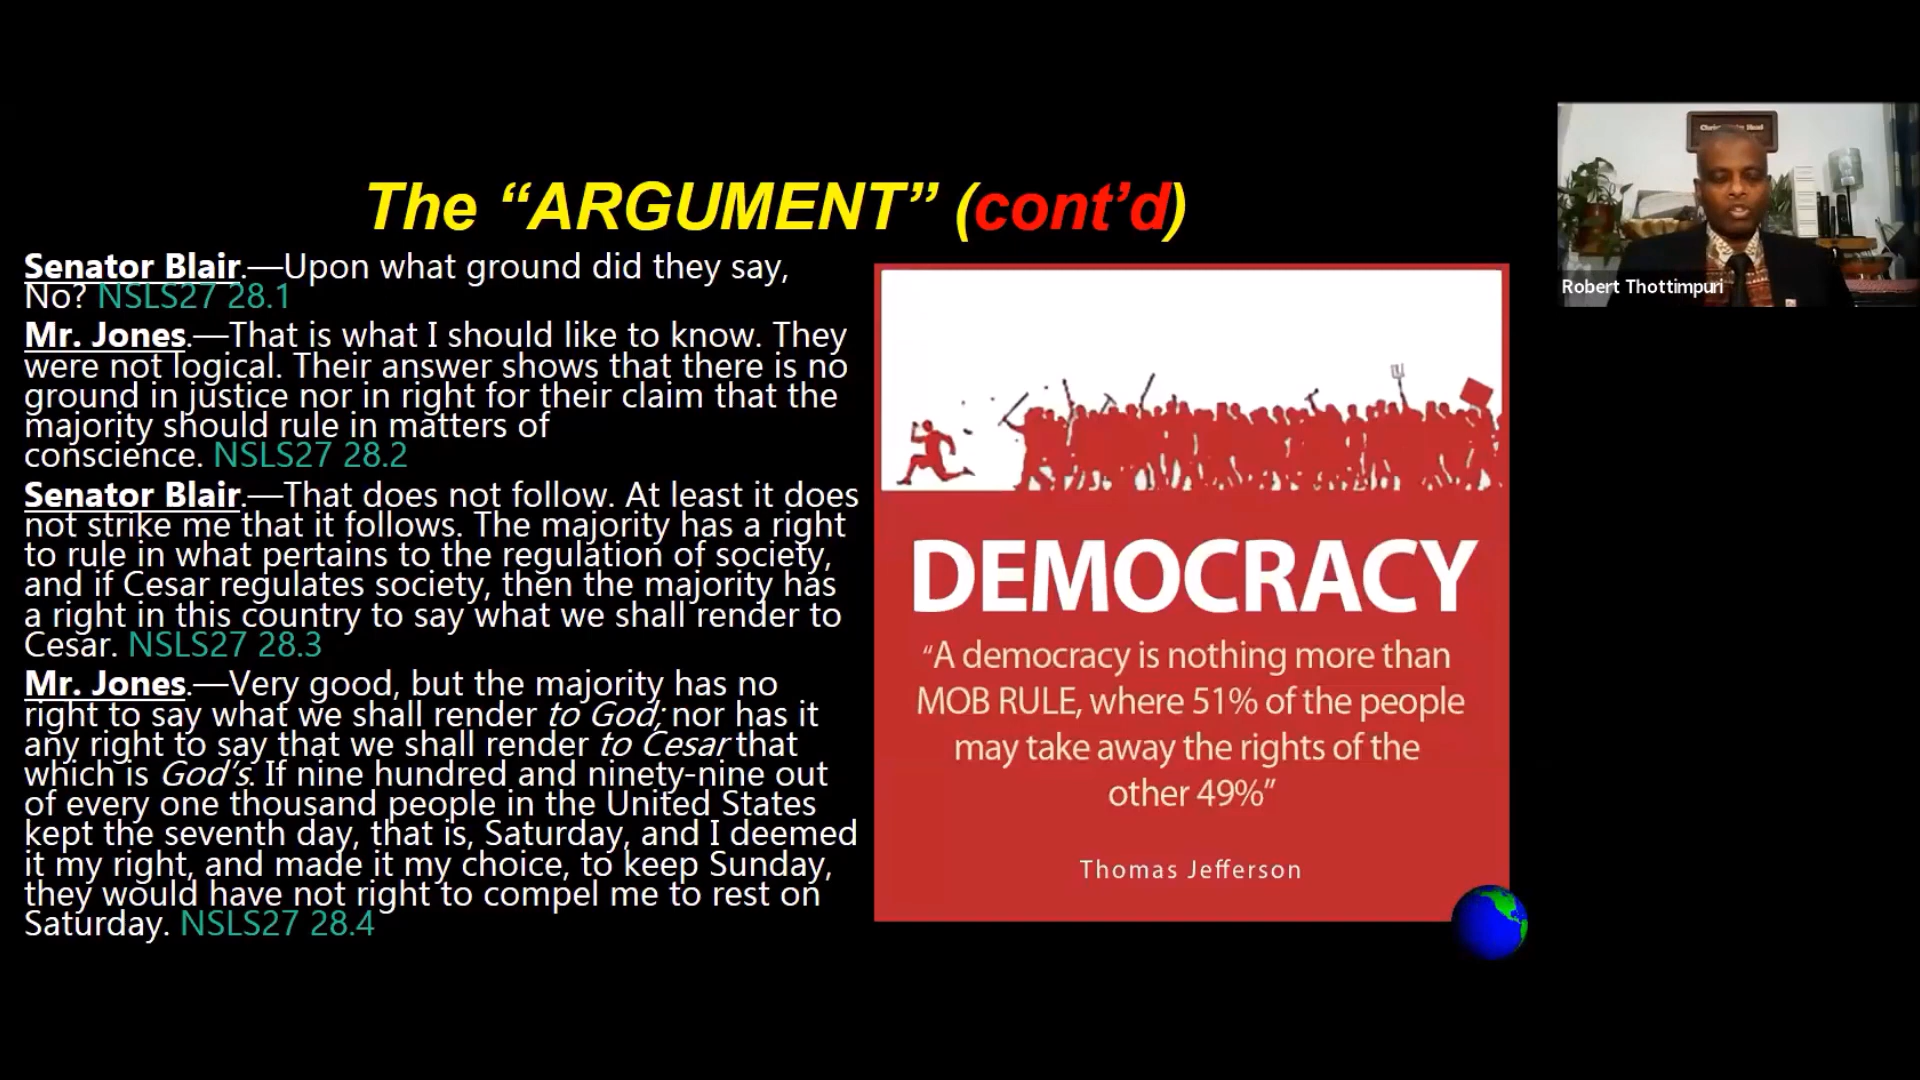 The “ARGUMENT” (cont’d)
Senator Blair.—Upon what ground did they say,
No? NSLS27 28.1
Mr. Jones.—That is what I should like to know. They
were not logical. Their answer shows that there is no
ground in justice nor in right for their claim that the
majority should rule in matters of
conscience. NSLS27 28.2
Senator Blair.—That does not follow. At least it does
not strike me that it follows. The majority has a right
to rule in what pertains to the regulation of society,
and if Cesar regulates society, then the majority has
a right in this country to say what we shall render to
Cesar. NSLS27 28.3
Mr. Jones.—Very good, but the majority has no
right to say what we shall render to God; nor has it
any right to say that we shall render to Cesar that
which is God’s. If nine hundred and ninety-nine out
of every one thousand people in the United States
kept the seventh day, that is, Saturday, and I deemed
it my right, and made it my choice, to keep Sunday,
they would have not right to compel me to rest on
Saturday. NSLS27 28.4
DEMOCRACY
“A democracy is nothing more than
MOB RULE, where 51% of the people
may take away the rights of the
other 49%”
Thomas Jefferson
Robert Thottimpuri